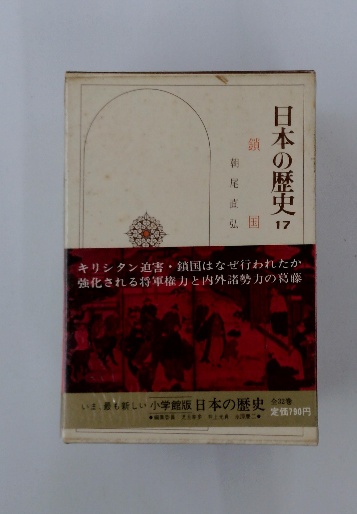 日本の歴史 17
鎖国
朝尾直弘
キリシタン迫害・鎖国はなぜ行われたか
強化される将軍権力と内外諸勢力の葛藤
いま、最も新しい 小学館版 日本の歴史 全32巻
定価790円